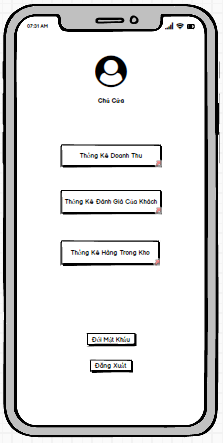 07:31 AM
Chủ Cửa
Thống Kê Doanh Thu
Thống Kê Đánh Giá Của Khách
Thống Kê Hàng Trong Kho
Đổi Mật Khẩu
Đăng Xuất